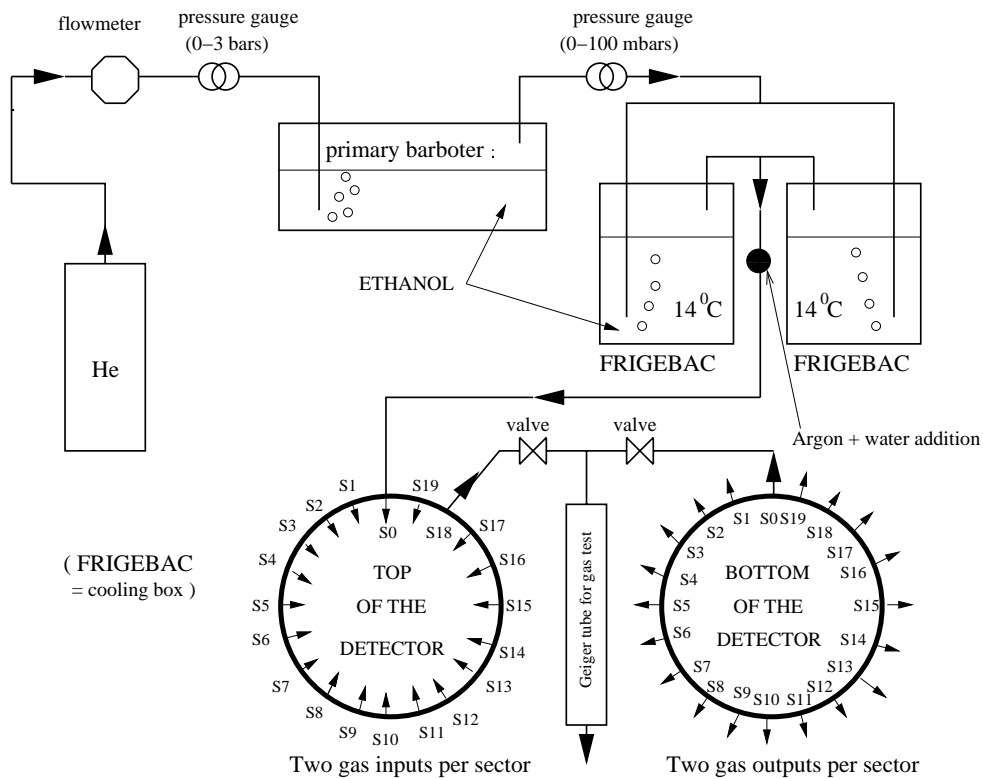 flowmeter
pressure gauge
(0−3 bars)
pressure gauge
(0−100 mbars)
primary barboter :
ETHANOL
14 0C
14 0C
FRIGEBAC
FRIGEBAC
He
Argon + water addition
valve
valve
( FRIGEBAC
= cooling box )
S0
S1
S2
S3
S4
S5
S6
S7
S8
S9
S10
S11
S12
S13
S14
S15
S16
S17
S18
S19
TOP
OF THE
DETECTOR
Geiger tube for gas test
S0
S1
S2
S3
S4
S5
S6
S7
S8
S9
S10
S11
S12
S13
S14
S15
S16
S17
S18
S19
BOTTOM
OF THE
DETECTOR
Two gas inputs per sector
Two gas outputs per sector